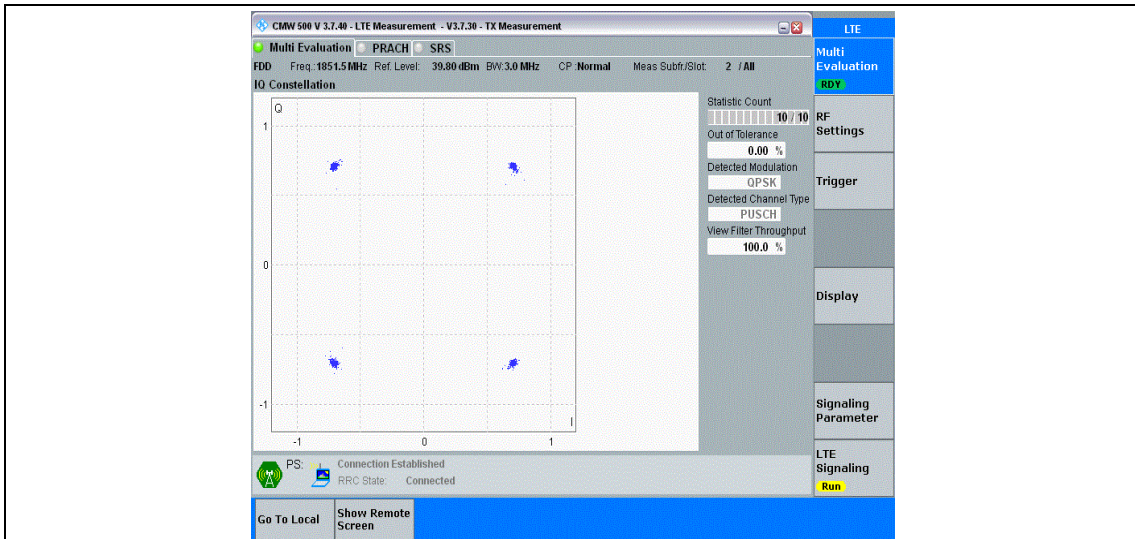 CMW 500 V 3.7.40 - LTE Measurement - V3.7.30 - TX Measurement
LTE
Multi Evaluation PRACH SRS
FDD Freq.:1851.5 MHz Ref. Level: 39.80 dBm BW:3.0 MHz CP :Normal Meas Subfr./Slot: 2 / All
IQ Constellation
Q
1
0
-1
-1 0 1
I
Statistic Count
10 / 10
Out of Tolerance
0.00 %
Detected Modulation
QPSK
Detected Channel Type
PUSCH
View Filter Throughput
100.0 %
Multi
Evaluation
RDY
RF
Settings
Trigger
Display
Signaling
Parameter
LTE
Signaling
Run
PS: Connection Established
RRC State: Connected
Go To Local
Show Remote
Screen